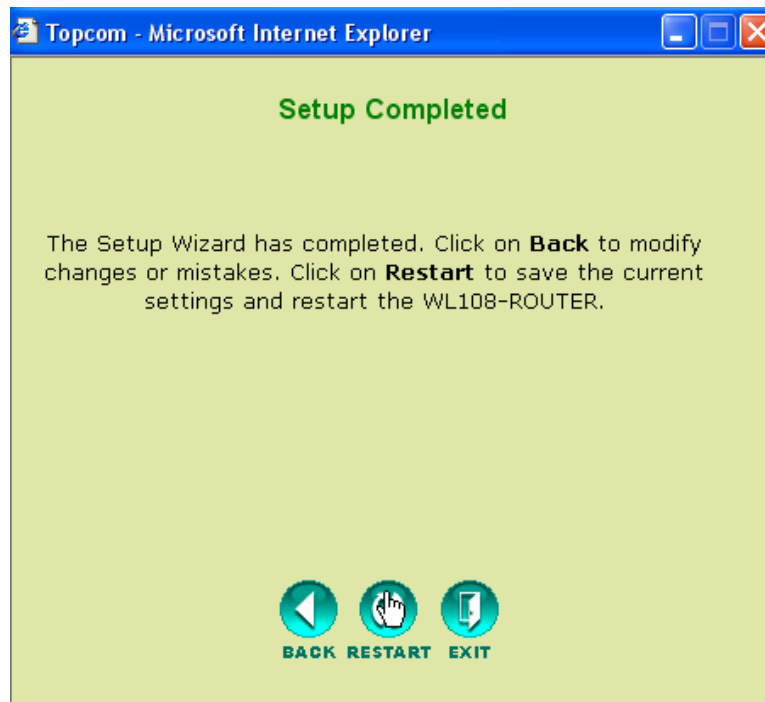 Topcom - Microsoft Internet Explorer
Setup Completed
The Setup Wizard has completed. Click on Back to modify
changes or mistakes. Click on Restart to save the current
settings and restart the WL108-ROUTER.
BACK RESTART EXIT